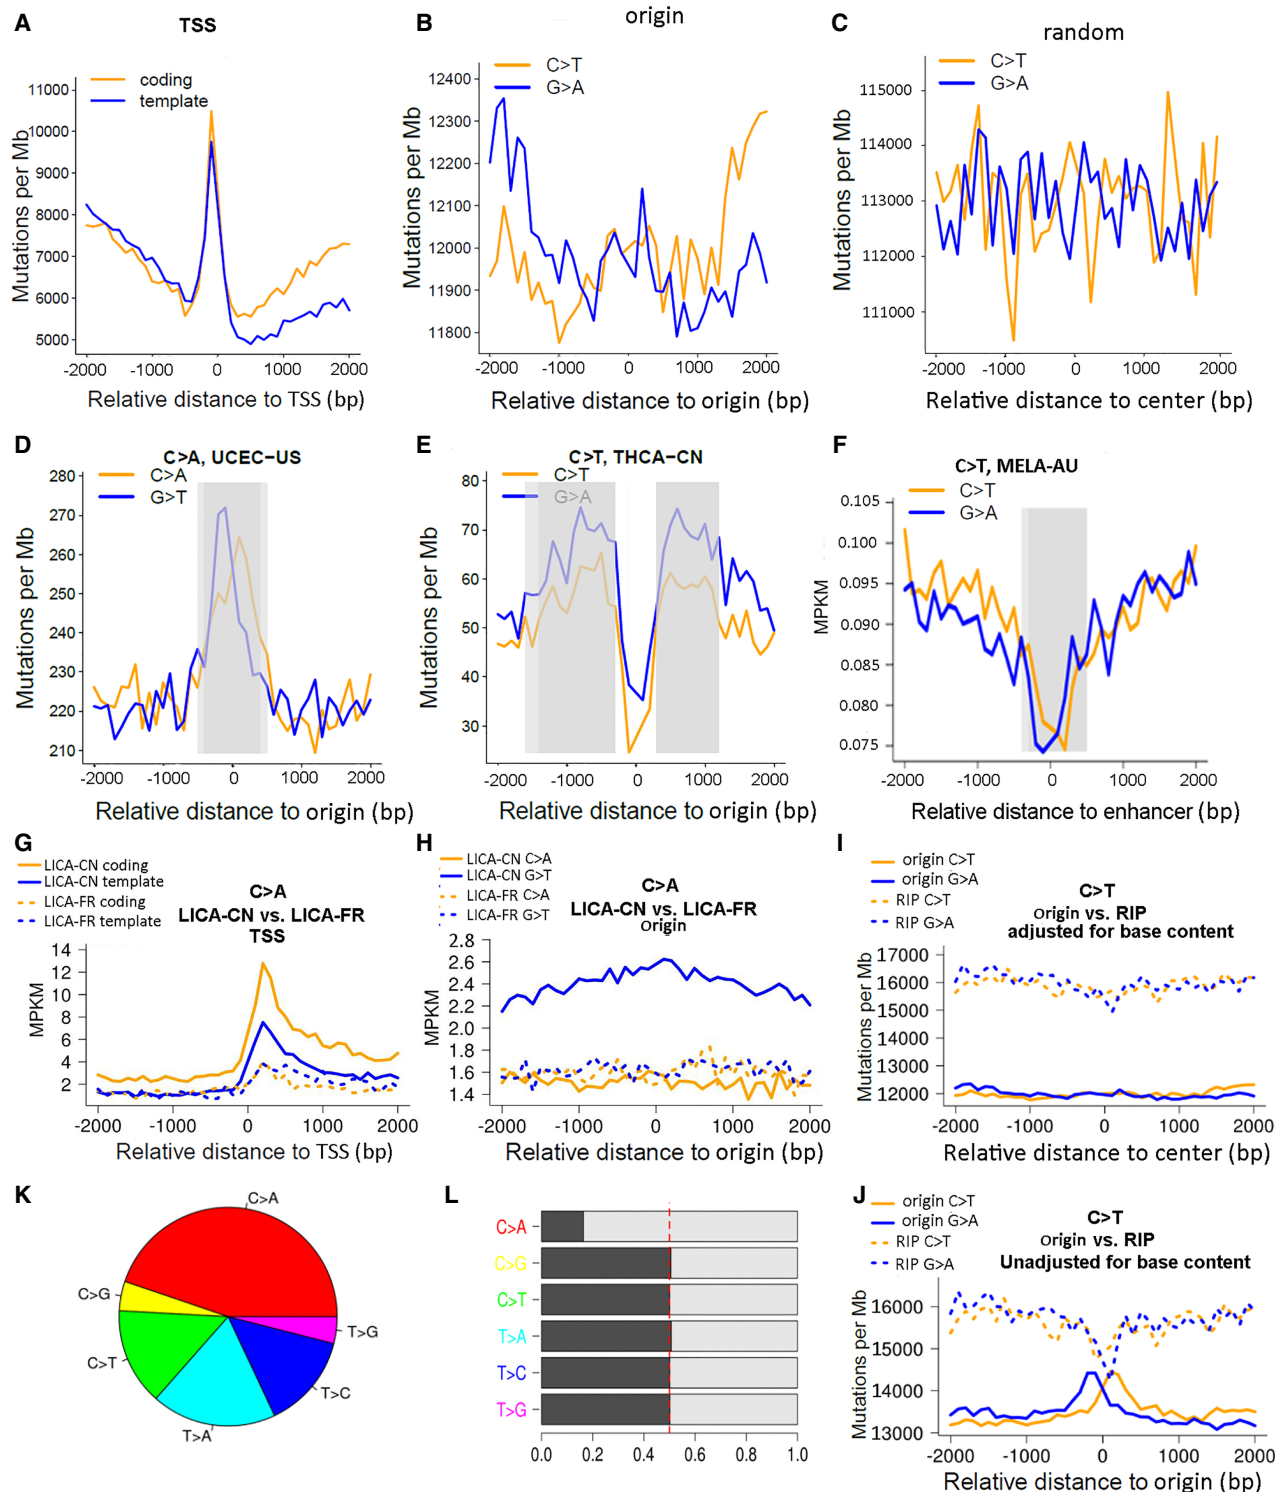 A
TSS
coding
template
11000
10000
9000
8000
7000
6000
5000
Mutations per Mb
-2000 -1000 0 1000 2000
Relative distance to TSS (bp)
B
origin
C>T
G>A
12400
12300
12200
12100
12000
11900
11800
Mutations per Mb
-2000 -1000 0 1000 2000
Relative distance to origin (bp)
C
random
C>T
G>A
115000
114000
113000
112000
111000
Mutations per Mb
-2000 -1000 0 1000 2000
Relative distance to center (bp)
D
C>A, UCEC-US
C>A
G>T
280
270
260
250
240
230
220
210
Mutations per Mb
-2000 -1000 0 1000 2000
Relative distance to origin (bp)
E
C>T, THCA-CN
C>T
G>A
80
70
60
50
40
30
Mutations per Mb
-2000 -1000 0 1000 2000
Relative distance to origin (bp)
F
C>T, MELA-AU
C>T
G>A
0.105
0.100
0.095
0.090
0.085
0.080
0.075
MPKM
-2000 -1000 0 1000 2000
Relative distance to enhancer (bp)
G
LICA-CN coding
LICA-CN template
LICA-FR coding
LICA-FR template
C>A
LICA-CN vs. LICA-FR
TSS
14
12
10
8
6
4
2
MPKM
-2000 -1000 0 1000 2000
Relative distance to TSS (bp)
H
LICA-CN C>A
LICA-CN G>T
LICA-FR C>A
LICA-FR G>T
C>A
LICA-CN vs. LICA-FR
Origin
2.8
2.6
2.4
2.2
2.0
1.8
1.6
1.4
MPKM
-2000 -1000 0 1000 2000
Relative distance to origin (bp)
I
origin C>T
origin G>A
RIP C>T
RIP G>A
C>T
Origin vs. RIP
adjusted for base content
17000
16000
15000
14000
13000
12000
Mutations per Mb
-2000 -1000 0 1000 2000
Relative distance to center (bp)
K
C>A
C>G
C>T
T>A
T>C
T>G
L
C>A
C>G
C>T
T>A
T>C
T>G
0.0 0.2 0.4 0.6 0.8 1.0
J
origin C>T
origin G>A
RIP C>T
RIP G>A
C>T
Origin vs. RIP
Unadjusted for base content
16000
15000
14000
13000
Mutations per Mb
-2000 -1000 0 1000 2000
Relative distance to origin (bp)